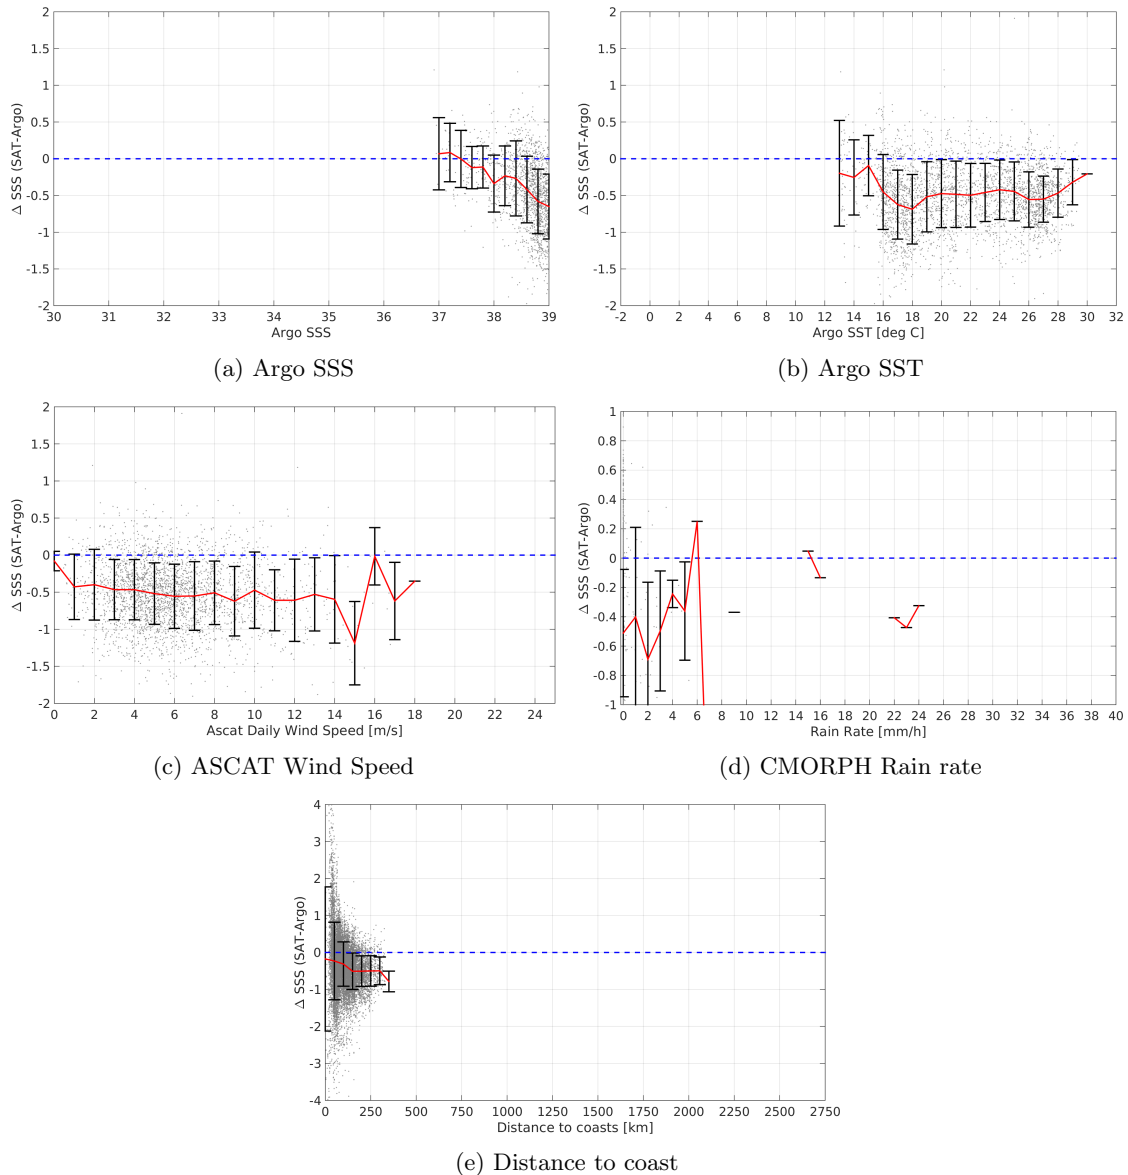 2
1.5
1
0.5
0
-0.5
-1
-1.5
-2
Δ SSS (SAT-Argo)
30 31 32 33 34 35 36 37 38 39
Argo SSS
(a) Argo SSS
2
1.5
1
0.5
0
-0.5
-1
-1.5
-2
Δ SSS (SAT-Argo)
-2 0 2 4 6 8 10 12 14 16 18 20 22 24 26 28 30 32
Argo SST [deg C]
(b) Argo SST
2
1.5
1
0.5
0
-0.5
-1
-1.5
-2
Δ SSS (SAT-Argo)
0 2 4 6 8 10 12 14 16 18 20 22 24
Ascat Daily Wind Speed [m/s]
(c) ASCAT Wind Speed
1
0.8
0.6
0.4
0.2
0
-0.2
-0.4
-0.6
-0.8
-1
Δ SSS (SAT-Argo)
0 2 4 6 8 10 12 14 16 18 20 22 24 26 28 30 32 34 36 38 40
Rain Rate [mm/h]
(d) CMORPH Rain rate
4
3
2
1
0
-1
-2
-3
-4
Δ SSS (SAT-Argo)
0 250 500 750 1000 1250 1500 1750 2000 2250 2500 2750
Distance to coasts [km]
(e) Distance to coast